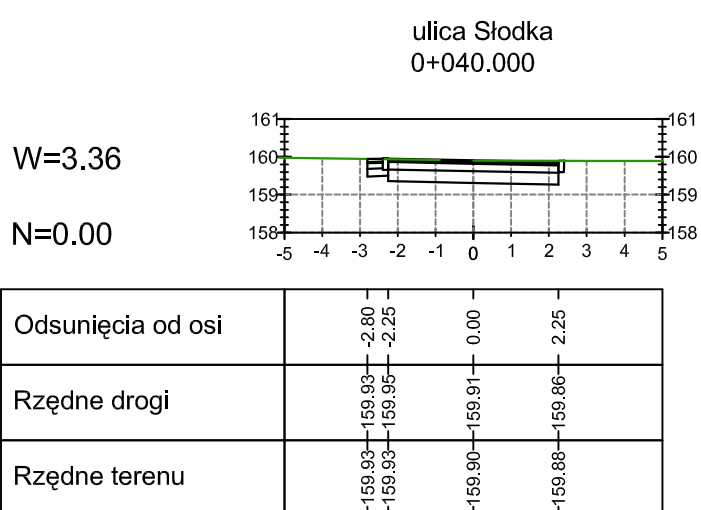 ulica Słodka
0+040.000
W=3.36
N=0.00
161 161
160 160
159 159
158 158
-5 -4 -3 -2 -1 0 1 2 3 4 5
Odsunięcia od osi -2.80 -2.25 0.00 2.25
Rzędne drogi 159.93 159.95 159.91 159.86
Rzędne terenu 159.93 159.93 159.90 159.88